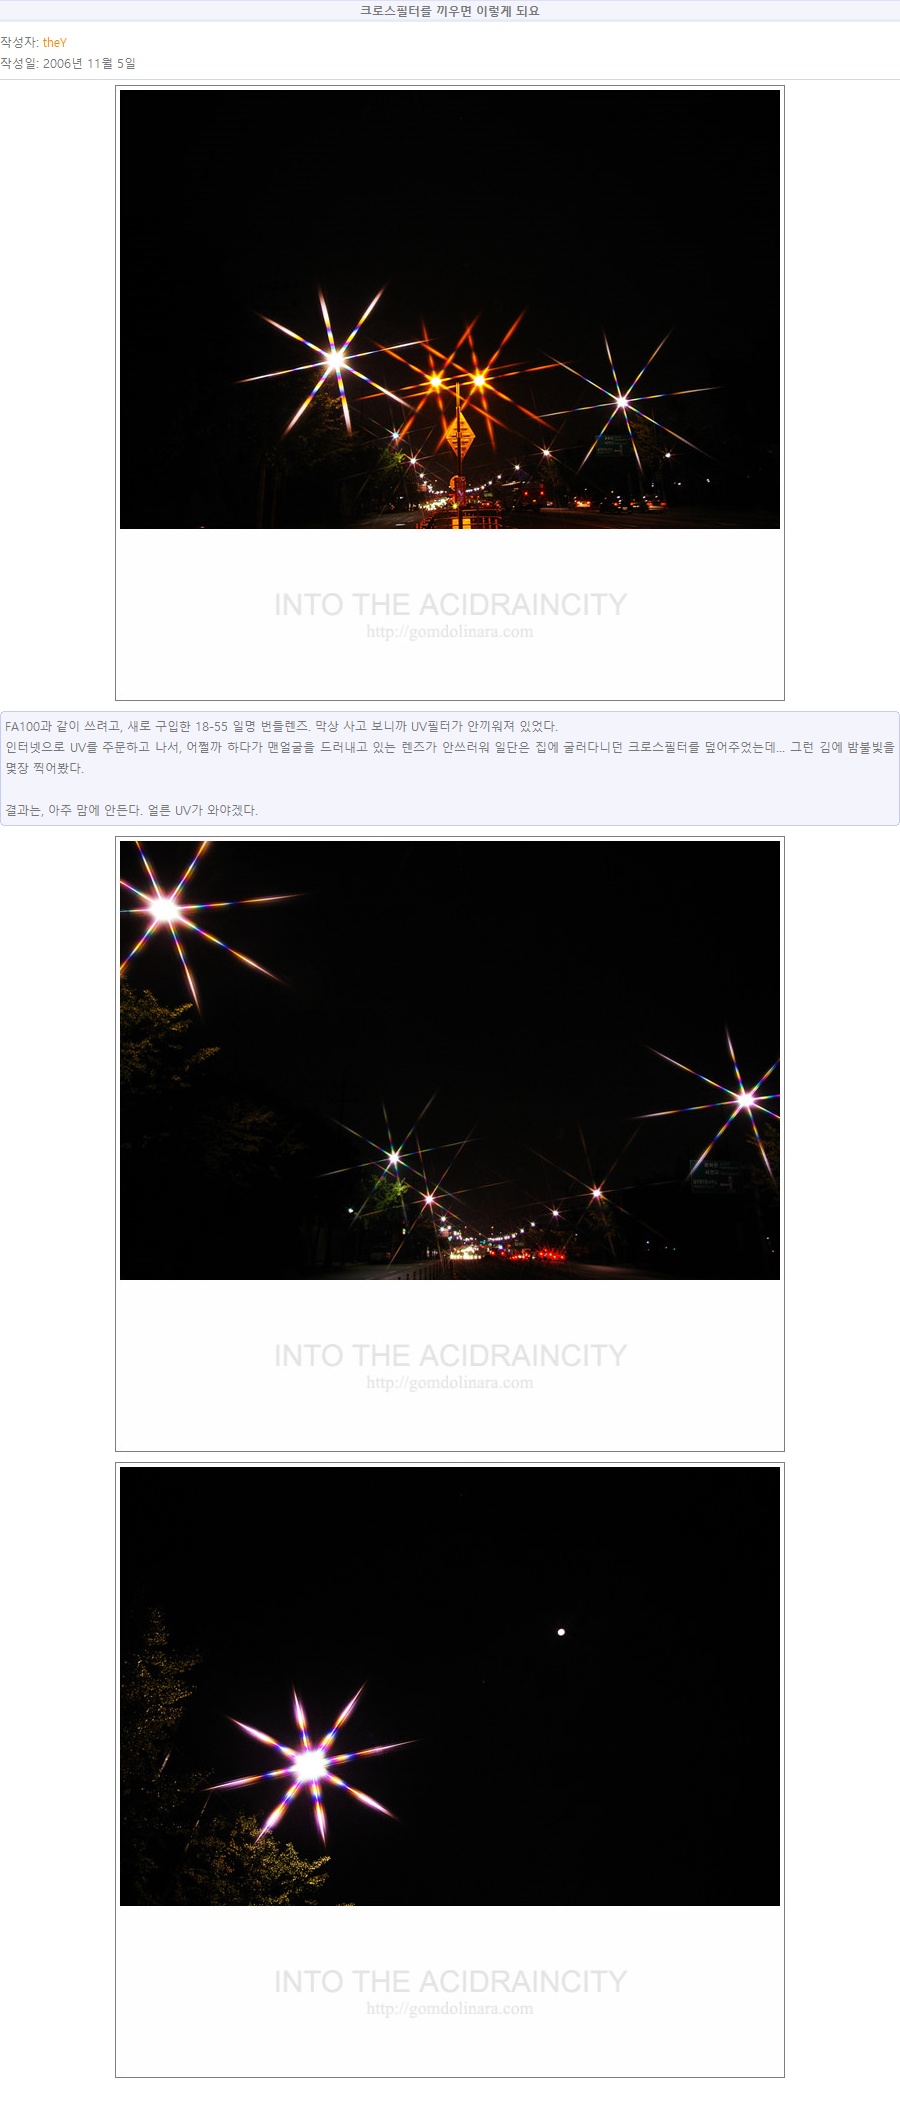 크로스필터를 끼우면 이렇게 되요
작성자: theY
작성일: 2006년 11월 5일
INTO THE ACIDRAINCITY
http://gomdolinara.com
FA100과 같이 쓰려고, 새로 구입한 18-55 일명 번들렌즈. 막상 사고 보니까 UV필터가 안끼워져 있었다.
인터넷으로 UV를 주문하고 나서, 어쩔까 하다가 맨얼굴을 드러내고 있는 렌즈가 안쓰러워 일단은 집에 굴러다니던 크로스필터를 덮어주었는데... 그런 김에 밤불빛을
몇장 찍어봤다.
결과는, 아주 맘에 안든다. 얼른 UV가 와야겠다.
INTO THE ACIDRAINCITY
http://gomdolinara.com
INTO THE ACIDRAINCITY
http://gomdolinara.com